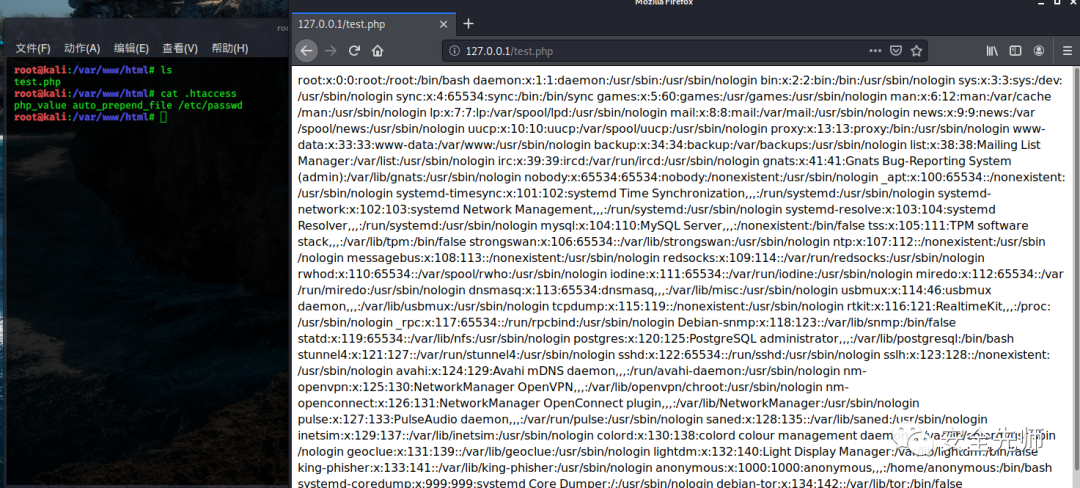 Mozilla Firefox
127.0.0.1/test.php
127.0.0.1/test.php
文件(F) 动作(A) 编辑(E) 查看(V) 帮助(H)
root@kali:/var/www/html# ls
test.php
root@kali:/var/www/html# cat .htaccess
php_value auto_prepend_file /etc/passwd
root@kali:/var/www/html#
root:x:0:0:root:/root:/bin/bash daemon:x:1:1:daemon:/usr/sbin:/usr/sbin/nologin bin:x:2:2:bin:/bin:/usr/sbin/nologin sys:x:3:3:sys:/dev:
/usr/sbin/nologin sync:x:4:65534:sync:/bin:/bin/sync games:x:5:60:games:/usr/games:/usr/sbin/nologin man:x:6:12:man:/var/cache
/man:/usr/sbin/nologin lp:x:7:7:lp:/var/spool/lpd:/usr/sbin/nologin mail:x:8:8:mail:/var/mail:/usr/sbin/nologin news:x:9:9:news:/var
/spool/news:/usr/sbin/nologin uucp:x:10:10:uucp:/var/spool/uucp:/usr/sbin/nologin proxy:x:13:13:proxy:/bin:/usr/sbin/nologin www-
data:x:33:33:www-data:/var/www:/usr/sbin/nologin backup:x:34:34:backup:/var/backups:/usr/sbin/nologin list:x:38:38:Mailing List
Manager:/var/list:/usr/sbin/nologin irc:x:39:39:ircd:/var/run/ircd:/usr/sbin/nologin gnats:x:41:41:Gnats Bug-Reporting System
(admin):/var/lib/gnats:/usr/sbin/nologin nobody:x:65534:65534:nobody:/nonexistent:/usr/sbin/nologin _apt:x:100:65534::/nonexistent:
/usr/sbin/nologin systemd-timesync:x:101:102:systemd Time Synchronization,,,:/run/systemd:/usr/sbin/nologin systemd-
network:x:102:103:systemd Network Management,,,:/run/systemd:/usr/sbin/nologin systemd-resolve:x:103:104:systemd
Resolver,,,:/run/systemd:/usr/sbin/nologin mysql:x:104:110:MySQL Server,,,:/nonexistent:/bin/false tss:x:105:111:TPM software
stack,,,:/var/lib/tpm:/bin/false strongswan:x:106:65534::/var/lib/strongswan:/usr/sbin/nologin ntp:x:107:112::/nonexistent:/usr/sbin
/nologin messagebus:x:108:113::/nonexistent:/usr/sbin/nologin redsocks:x:109:114::/var/run/redsocks:/usr/sbin/nologin
rwhod:x:110:65534::/var/spool/rwho:/usr/sbin/nologin iodine:x:111:65534::/var/run/iodine:/usr/sbin/nologin miredo:x:112:65534::/var
/run/miredo:/usr/sbin/nologin dnsmasq:x:113:65534:dnsmasq,,,:/var/lib/misc:/usr/sbin/nologin usbmux:x:114:46:usbmux
daemon,,,:/var/lib/usbmux:/usr/sbin/nologin tcpdump:x:115:119::/nonexistent:/usr/sbin/nologin rtkit:x:116:121:RealtimeKit,,,:/proc:
/usr/sbin/nologin _rpc:x:117:65534::/run/rpcbind:/usr/sbin/nologin Debian-snmp:x:118:123::/var/lib/snmp:/bin/false
statd:x:119:65534::/var/lib/nfs:/usr/sbin/nologin postgres:x:120:125:PostgreSQL administrator,,,:/var/lib/postgresql:/bin/bash
stunnel4:x:121:127::/var/run/stunnel4:/usr/sbin/nologin sshd:x:122:65534::/run/sshd:/usr/sbin/nologin sslh:x:123:128::/nonexistent:
/usr/sbin/nologin avahi:x:124:129:Avahi mDNS daemon,,,:/run/avahi-daemon:/usr/sbin/nologin nm-
openvpn:x:125:130:NetworkManager OpenVPN,,,:/var/lib/openvpn/chroot:/usr/sbin/nologin nm-
openconnect:x:126:131:NetworkManager OpenConnect plugin,,,:/var/lib/NetworkManager:/usr/sbin/nologin
pulse:x:127:133:PulseAudio daemon,,,:/var/run/pulse:/usr/sbin/nologin saned:x:128:135::/var/lib/saned:/usr/sbin/nologin
inetsim:x:129:137::/var/lib/inetsim:/usr/sbin/nologin colord:x:130:138:colord colour management
/nologin geoclue:x:131:139::/var/lib/geoclue:/usr/sbin/nologin lightdm:x:132:140:Light Display Manager:/var/lib/lightdm:/bin/false
king-phisher:x:133:141::/var/lib/king-phisher:/usr/sbin/nologin anonymous:x:1000:1000:anonymous,,,:/home/anonymous:/bin/bash
systemd-coredump:x:999:999:systemd Core Dumper:/:/usr/sbin/nologin debian-tor:x:134:142::/var/lib/tor:/bin/false
安全先师